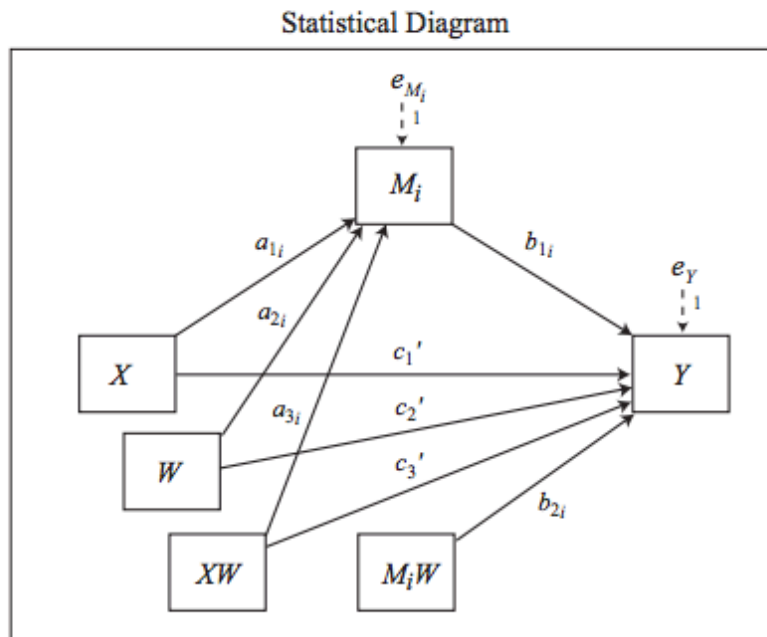 Statistical Diagram
e_{M_i}
1
M_i
a_{1i}
b_{1i}
e_Y
1
a_{2i}
X
c_1'
Y
a_{3i}
c_2'
W
c_3'
b_{2i}
XW
M_iW